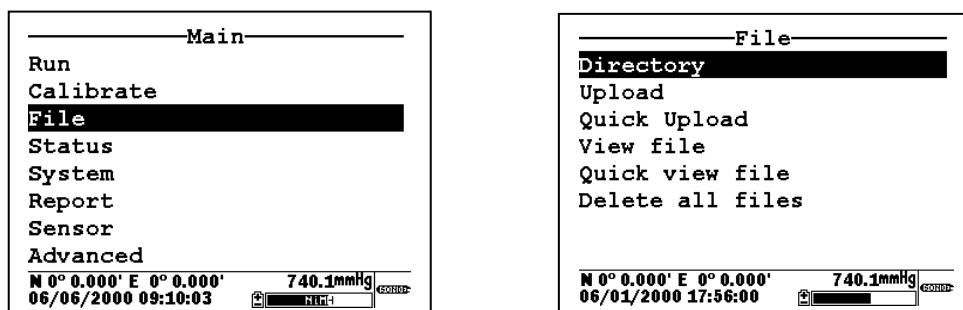 Main
Run
Calibrate
File
Status
System
Report
Sensor
Advanced
N 0° 0.000' E 0° 0.000' 740.1mmHg
06/06/2000 09:10:03 NiMH
File
Directory
Upload
Quick Upload
View file
Quick view file
Delete all files
N 0° 0.000' E 0° 0.000' 740.1mmHg
06/01/2000 17:56:00